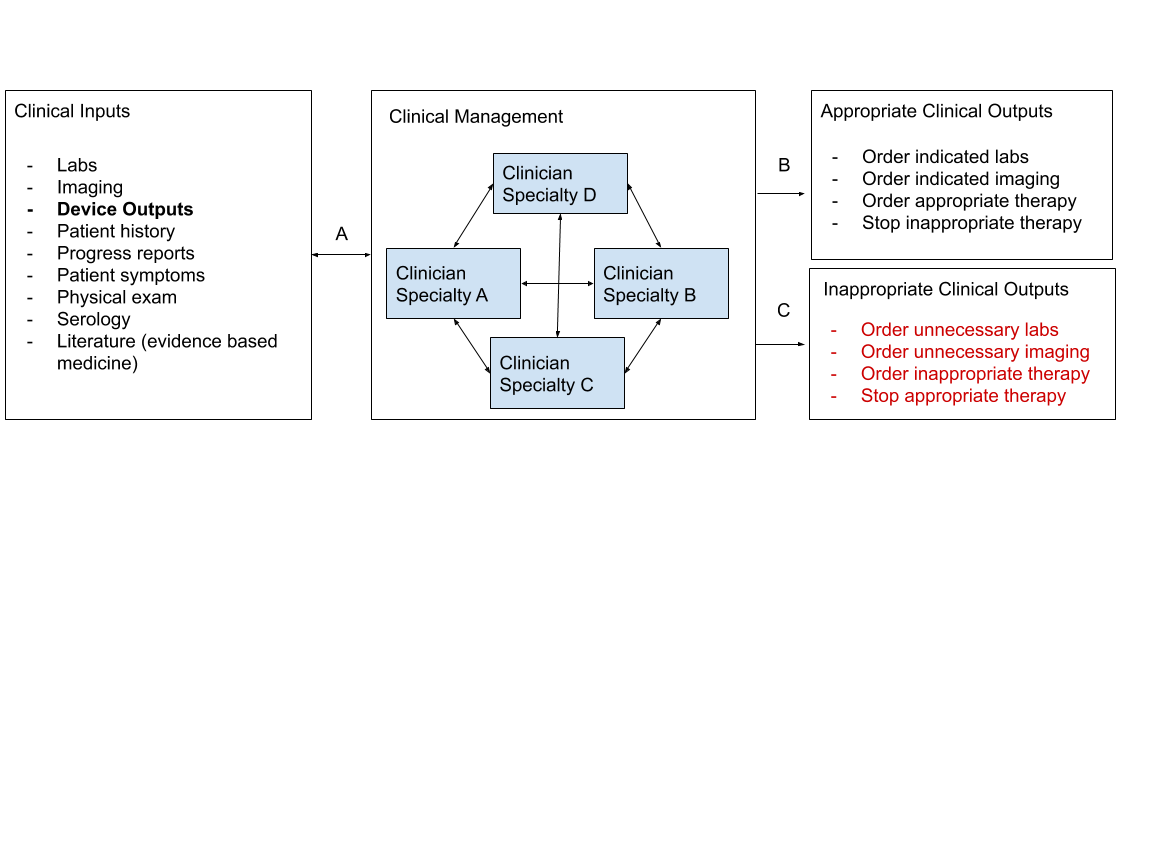 Clinical Inputs
- Labs
- Imaging
- Device Outputs
- Patient history
- Progress reports
- Patient symptoms
- Physical exam
- Serology
- Literature (evidence based
medicine)
A
Clinical Management
Clinician
Specialty D
Clinician
Specialty A
Clinician
Specialty B
Clinician
Specialty C
B
Appropriate Clinical Outputs
- Order indicated labs
- Order indicated imaging
- Order appropriate therapy
- Stop inappropriate therapy
C
Inappropriate Clinical Outputs
- Order unnecessary labs
- Order unnecessary imaging
- Order inappropriate therapy
- Stop appropriate therapy